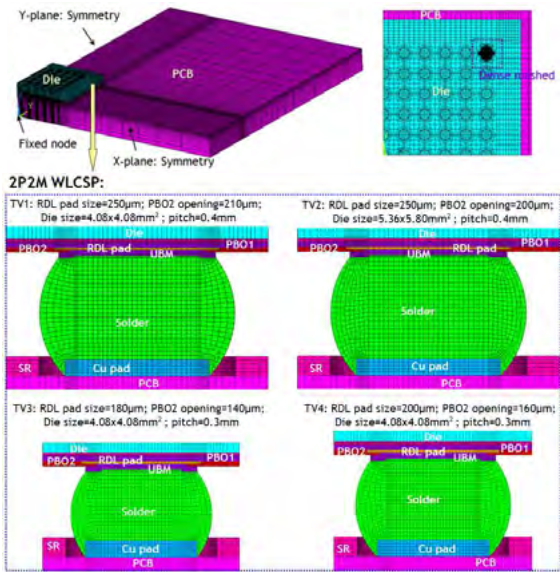 Y-plane: Symmetry
Die
PCB
Fixed node
X-plane: Symmetry
PCB
Dense meshed
Die
2P2M WLCSP:
TV1: RDL pad size=250μm; PBO2 opening=210μm;
Die size=4.08x4.08mm²; pitch=0.4mm
Die
PBO2 RDL pad PBO1
UBM
Solder
SR Cu pad
PCB
TV2: RDL pad size=250μm; PBO2 opening=200μm;
Die size=5.36x5.80mm²; pitch=0.4mm
Die
PBO2 RDL pad PBO1
UBM
Solder
SR Cu pad
PCB
TV3: RDL pad size=180μm; PBO2 opening=140μm;
Die size=4.08x4.08mm²; pitch=0.3mm
Die
PBO2 RDL pad PBO1
UBM
Solder
SR Cu pad
PCB
TV4: RDL pad size=200μm; PBO2 opening=160μm;
Die size=4.08x4.08mm²; pitch=0.3mm
Die
PBO2 RDL pad PBO1
UBM
Solder
SR Cu pad
PCB